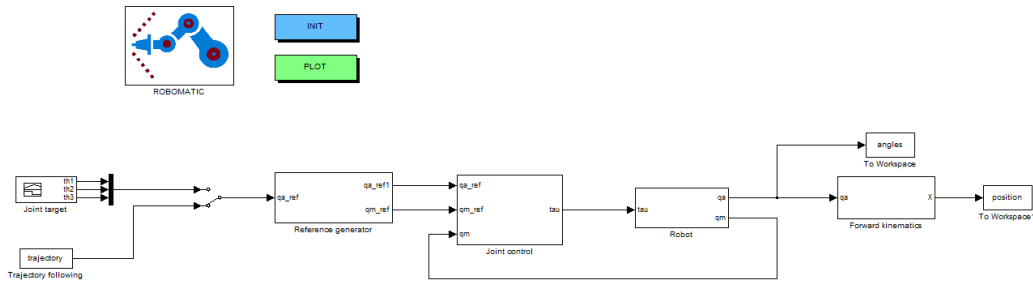 INIT
PLOT
ROBOMATIC
th1
th2
th3
Joint target
trajectory
Trajectory following
qa_ref
qa_ref1
qm_ref
Reference generator
qa_ref
qm_ref
qm
tau
Joint control
tau
qa
qm
Robot
angles
To Workspace
qa
X
Forward kinematics
position
To Workspace1